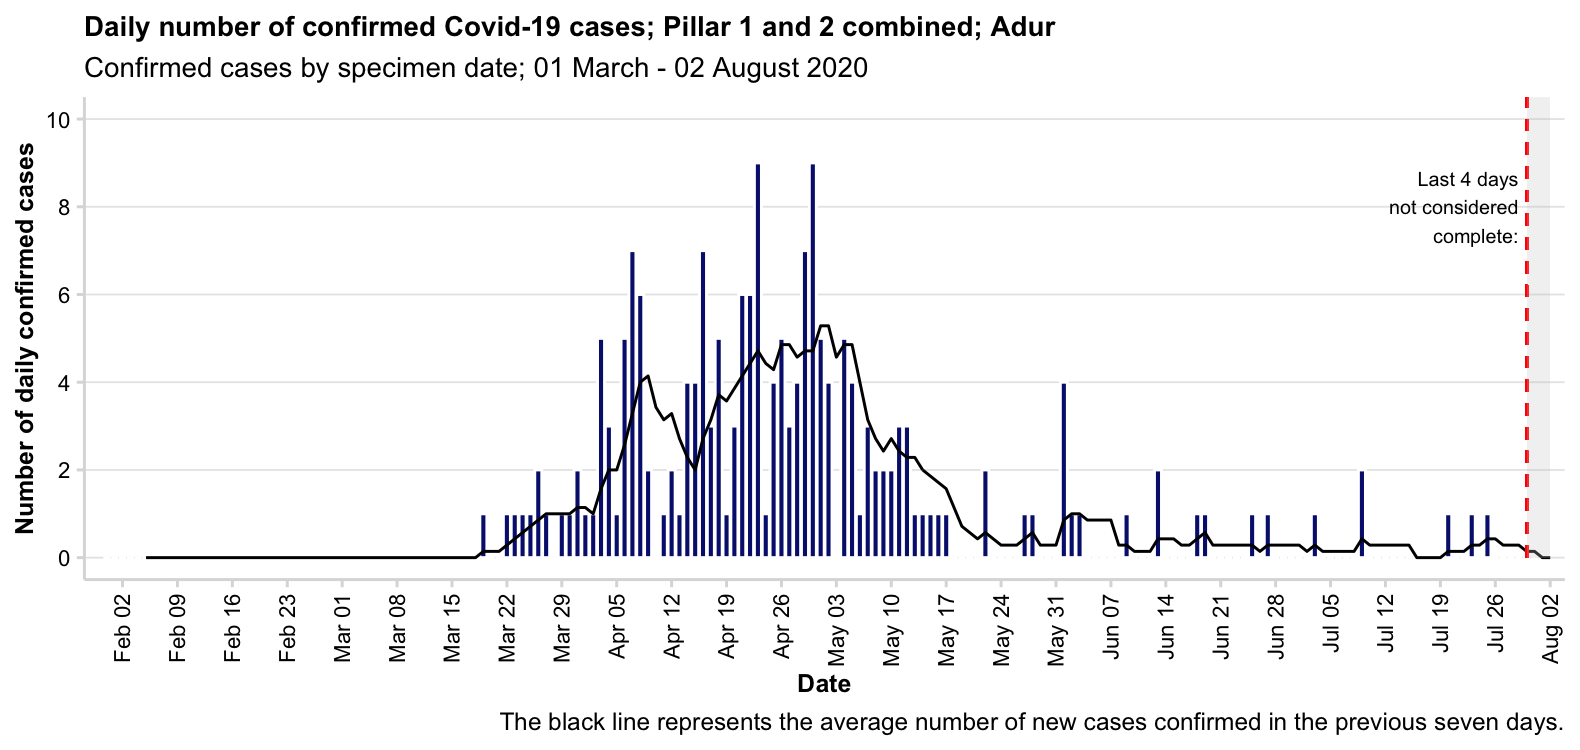 Daily number of confirmed Covid-19 cases; Pillar 1 and 2 combined; Adur
Confirmed cases by specimen date; 01 March - 02 August 2020
Number of daily confirmed cases
10
8
6
4
2
0
Last 4 days
not considered
complete:
Feb 02
Feb 09
Feb 16
Feb 23
Mar 01
Mar 08
Mar 15
Mar 22
Mar 29
Apr 05
Apr 12
Apr 19
Apr 26
May 03
May 10
May 17
May 24
May 31
Jun 07
Jun 14
Jun 21
Jun 28
Jul 05
Jul 12
Jul 19
Jul 26
Aug 02
Date
The black line represents the average number of new cases confirmed in the previous seven days.